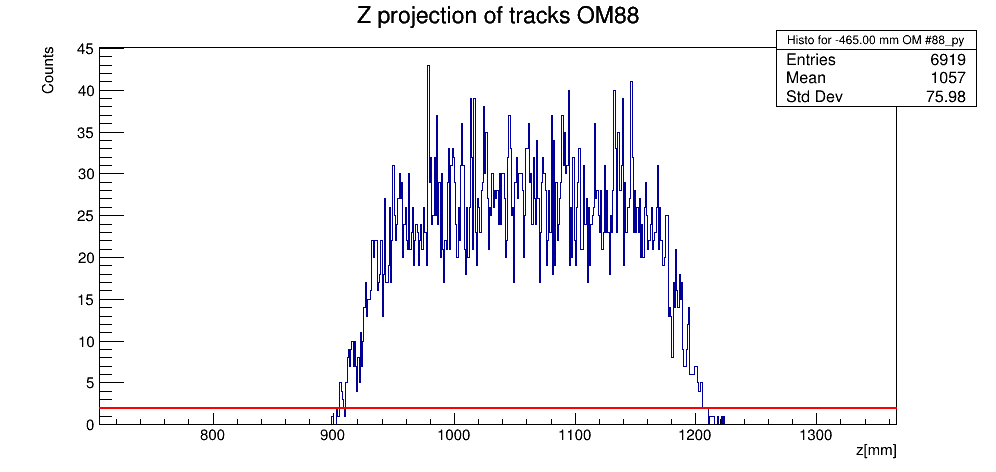 Z projection of tracks OM88
Histo for -465.00 mm OM #88_py
Entries 6919
Mean 1057
Std Dev 75.98
Counts
45
40
35
30
25
20
15
10
5
0
800 900 1000 1100 1200 1300
z[mm]